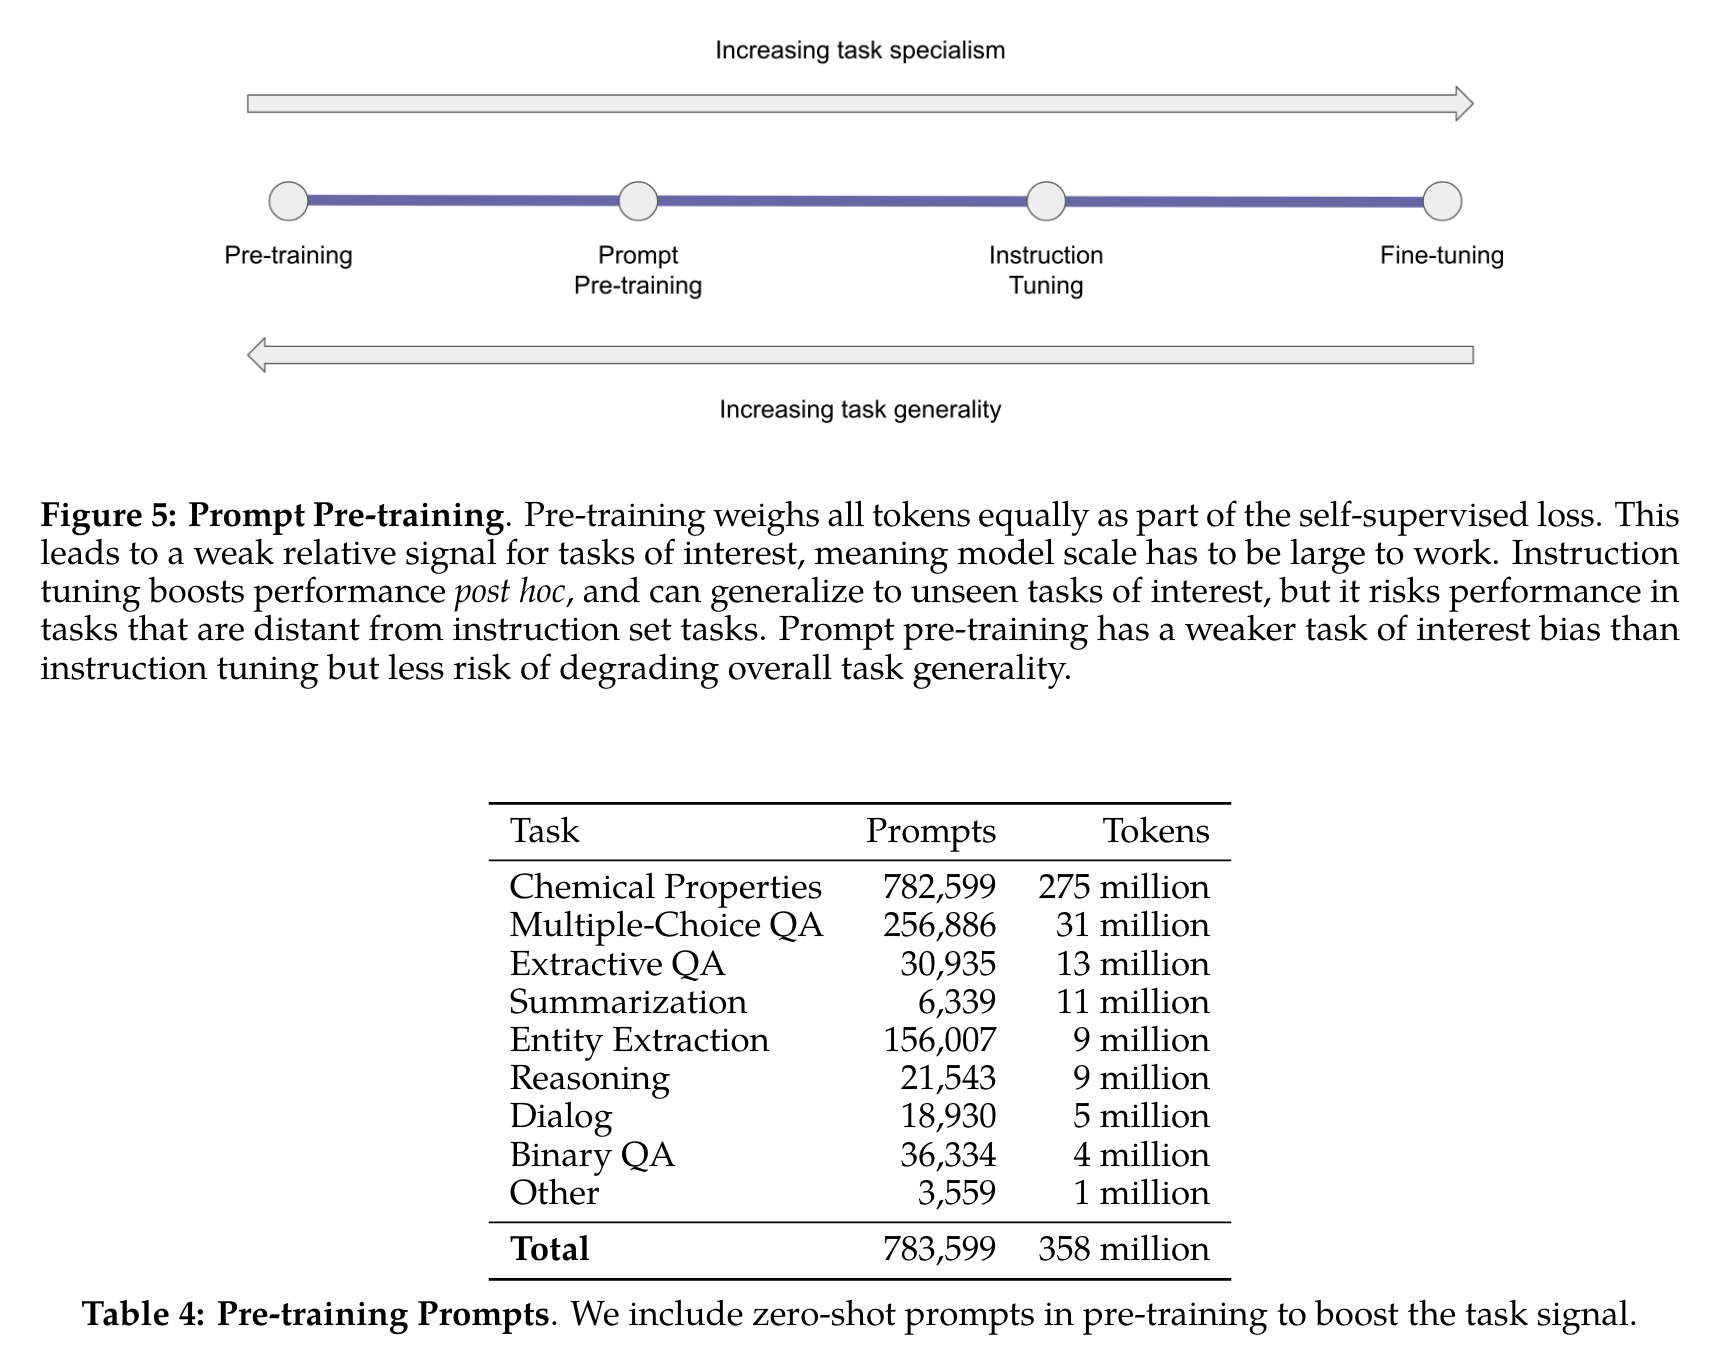 Increasing task specialism
Pre-training
Prompt
Pre-training
Instruction
Tuning
Fine-tuning
Increasing task generality
Figure 5: Prompt Pre-training. Pre-training weighs all tokens equally as part of the self-supervised loss. This
leads to a weak relative signal for tasks of interest, meaning model scale has to be large to work. Instruction
tuning boosts performance post hoc, and can generalize to unseen tasks of interest, but it risks performance in
tasks that are distant from instruction set tasks. Prompt pre-training has a weaker task of interest bias than
instruction tuning but less risk of degrading overall task generality.
Task Prompts Tokens
Chemical Properties 782,599 275 million
Multiple-Choice QA 256,886 31 million
Extractive QA 30,935 13 million
Summarization 6,339 11 million
Entity Extraction 156,007 9 million
Reasoning 21,543 9 million
Dialog 18,930 5 million
Binary QA 36,334 4 million
Other 3,559 1 million
Total 783,599 358 million
Table 4: Pre-training Prompts. We include zero-shot prompts in pre-training to boost the task signal.